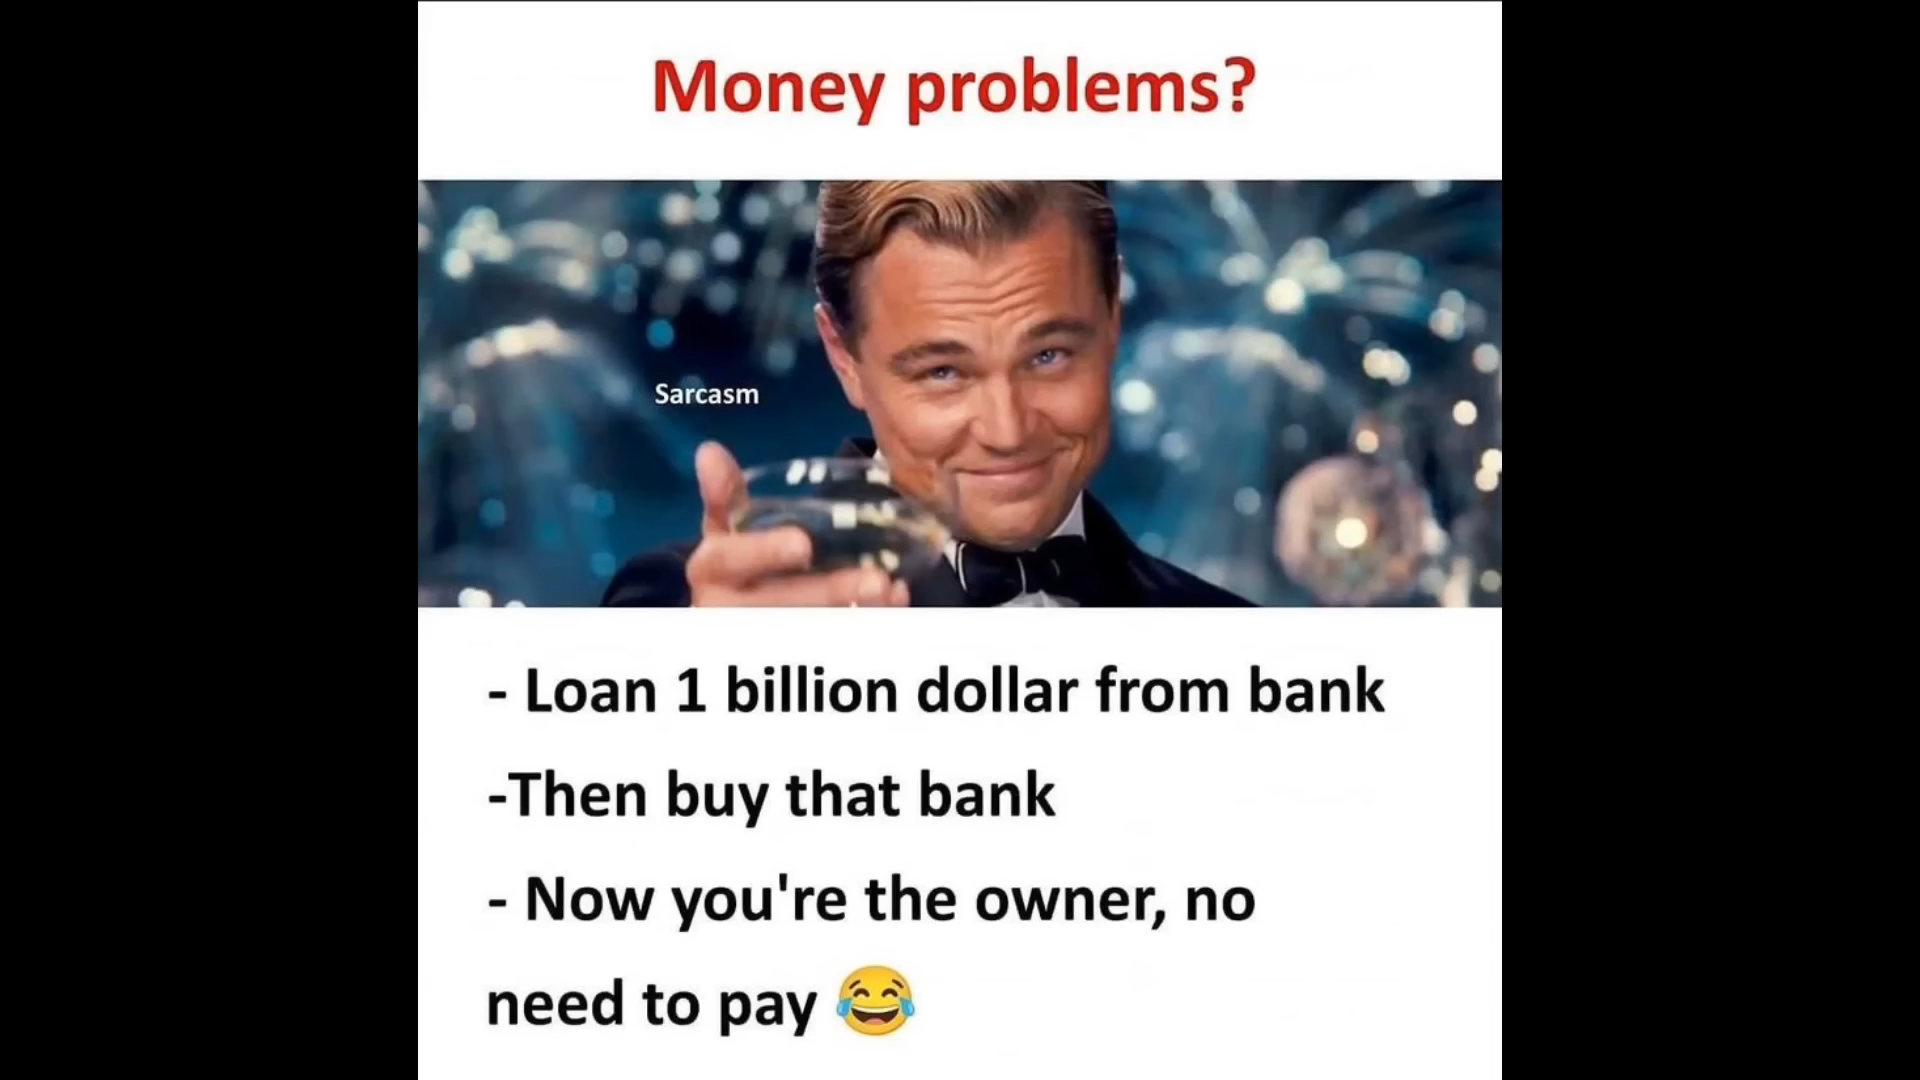 Money problems?
Sarcasm
- Loan 1 billion dollar from bank
-Then buy that bank
- Now you're the owner, no
need to pay 😂